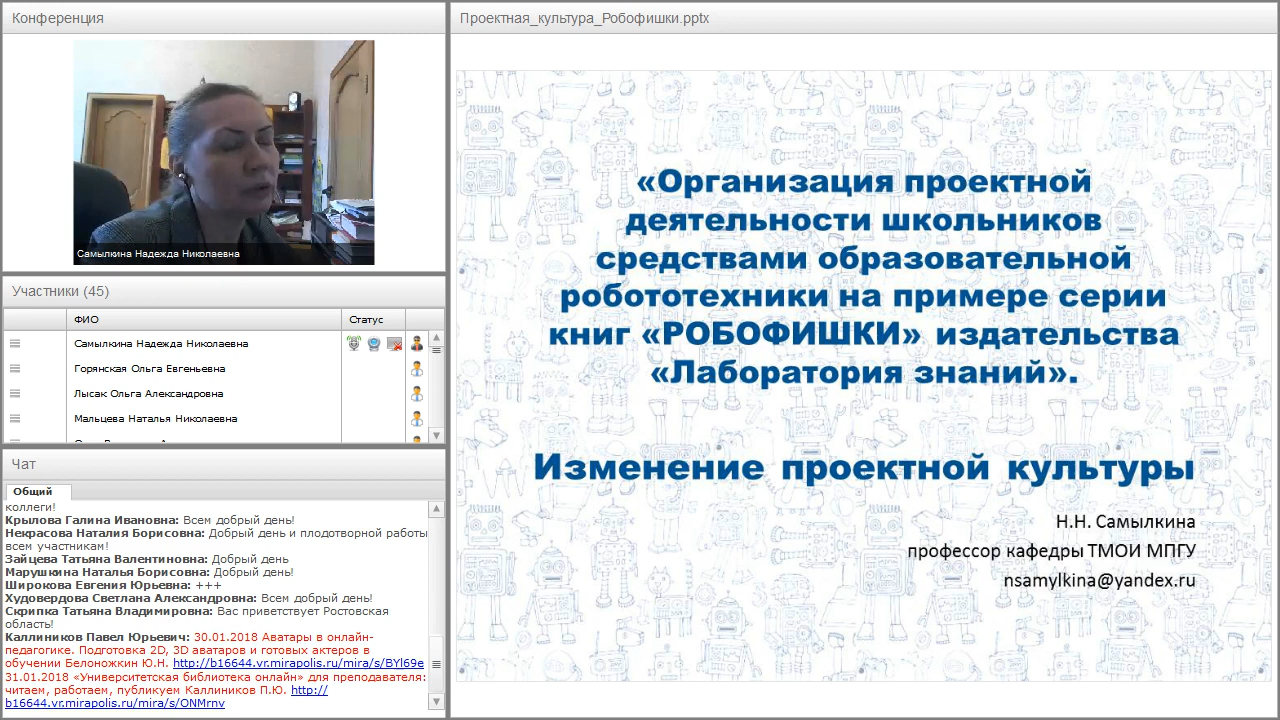 Конференция
Самылкина Надежда Николаевна
Участники (45)
ФИО
Статус
Самылкина Надежда Николаевна
Горянская Ольга Евгеньевна
Лысак Ольга Александровна
Мальцева Наталья Николаевна
Чат
Общий
коллеги!
Крылова Галина Ивановна: Всем добрый день!
Некрасова Наталия Борисовна: Добрый день и плодотворной работы
всем участникам!
Зайцева Татьяна Валентиновна: Добрый день
Марушкина Наталья Борисовна: Добрый день!
Широкова Евгения Юрьевна: +++
Худовердова Светлана Александровна: Всем добрый день!
Скрипка Татьяна Владимировна: Вас приветствует Ростовская
область!
Каллиников Павел Юрьевич: 30.01.2018 Аватары в онлайн-
педагогике. Подготовка 2D, 3D аватаров и готовых актеров в
обучении Белоножкин Ю.Н. http://b16644.vr.mirapolis.ru/mira/s/BYl69e
31.01.2018 «Университетская библиотека онлайн» для преподавателя:
читаем, работаем, публикуем Каллиников П.Ю. http://
b16644.vr.mirapolis.ru/mira/s/ONMrnv
Проектная_культура_Робофишки.pptx
«Организация проектной
деятельности школьников
средствами образовательной
робототехники на примере серии
книг «РОБОФИШКИ» издательства
«Лаборатория знаний».
Изменение проектной культуры
Н.Н. Самылкина
профессор кафедры ТМОИ МПГУ
nsamylkina@yandex.ru